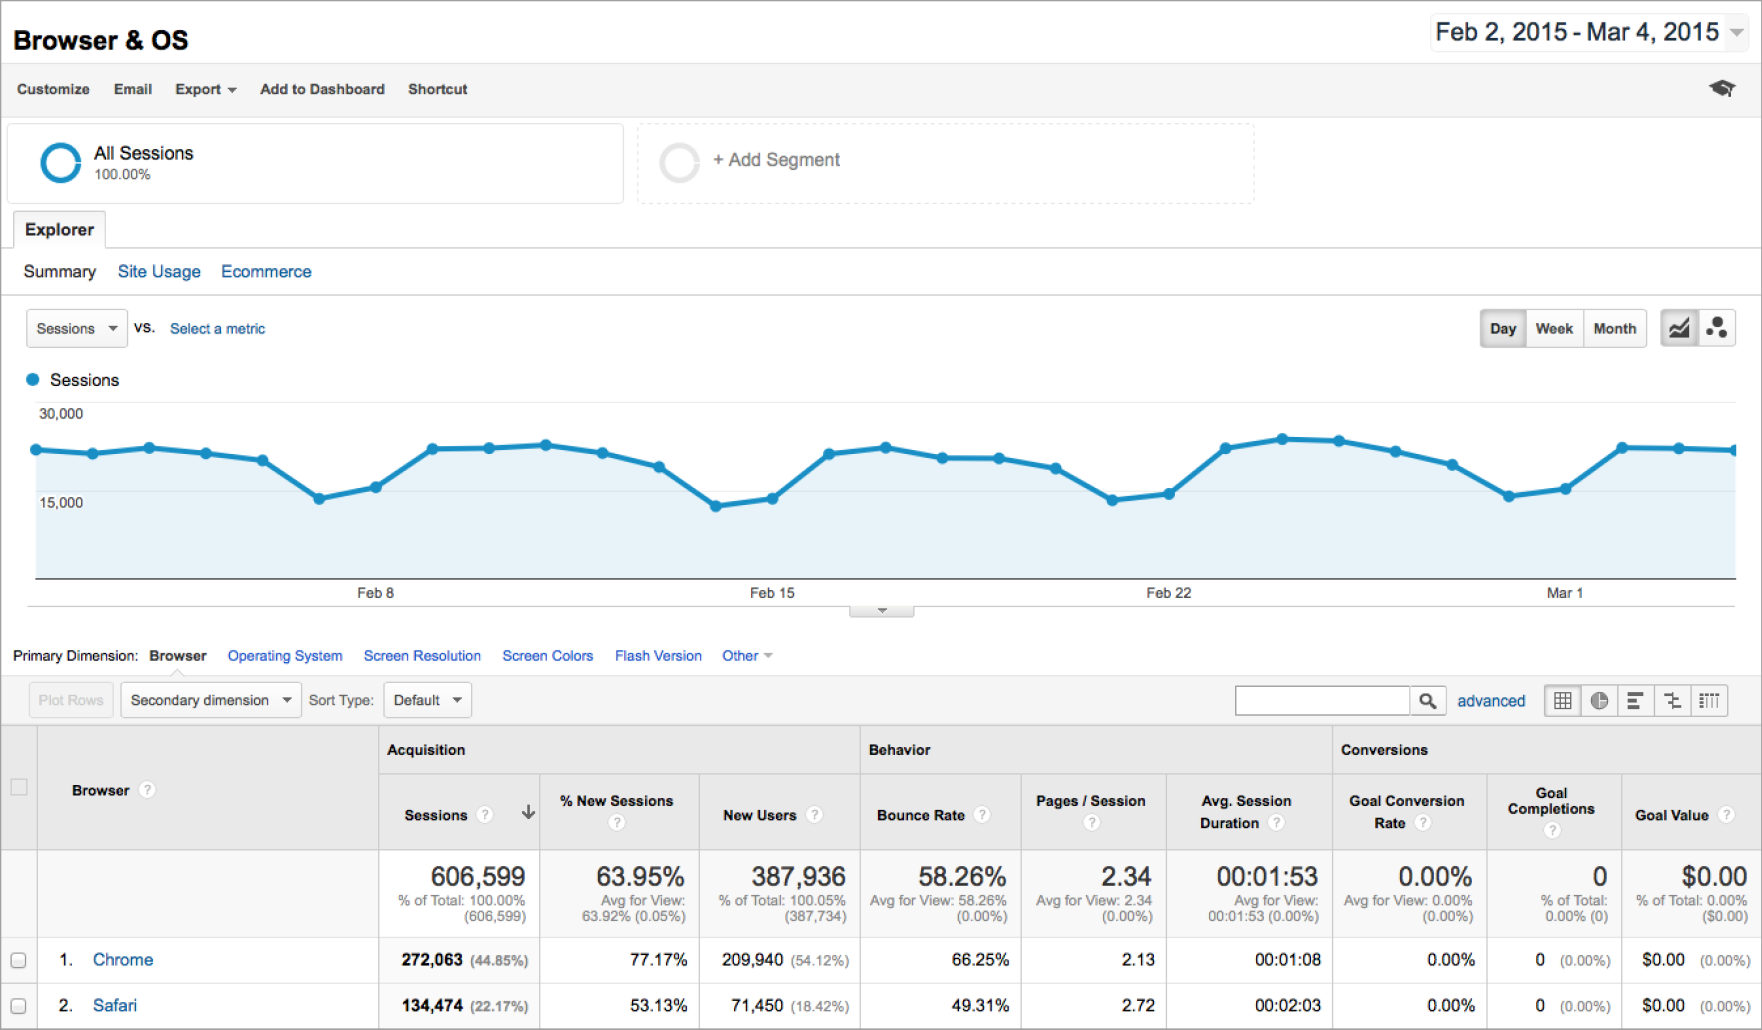 Browser & OS
Feb 2, 2015 - Mar 4, 2015
Customize Email Export Add to Dashboard Shortcut
All Sessions
100.00%
+ Add Segment
Explorer
Summary Site Usage Ecommerce
Sessions VS. Select a metric
Day Week Month
Sessions
30,000
15,000
Feb 8 Feb 15 Feb 22 Mar 1
Primary Dimension: Browser Operating System Screen Resolution Screen Colors Flash Version Other
Plot Rows Secondary dimension Sort Type: Default advanced
Acquisition Behavior Conversions
Browser ?
Sessions ?
% New Sessions ?
New Users ?
Bounce Rate ?
Pages / Session ?
Avg. Session Duration ?
Goal Conversion Rate ?
Goal Completions ?
Goal Value ?
606,599 63.95% 387,936 58.26% 2.34 00:01:53 0.00% 0 $0.00
% of Total: 100.00% Avg for View: % of Total: 100.05% Avg for View: 58.26% Avg for View: 2.34 Avg for View: Avg for View: 0.00% % of Total: % of Total: 0.00%
(606,599) 63.92% (0.05%) (387,734) (0.00%) (0.00%) 00:01:53 (0.00%) (0.00%) 0.00% (0) ($0.00)
1. Chrome 272,063 (44.85%) 77.17% 209,940 (54.12%) 66.25% 2.13 00:01:08 0.00% 0 (0.00%) $0.00 (0.00%)
2. Safari 134,474 (22.17%) 53.13% 71,450 (18.42%) 49.31% 2.72 00:02:03 0.00% 0 (0.00%) $0.00 (0.00%)